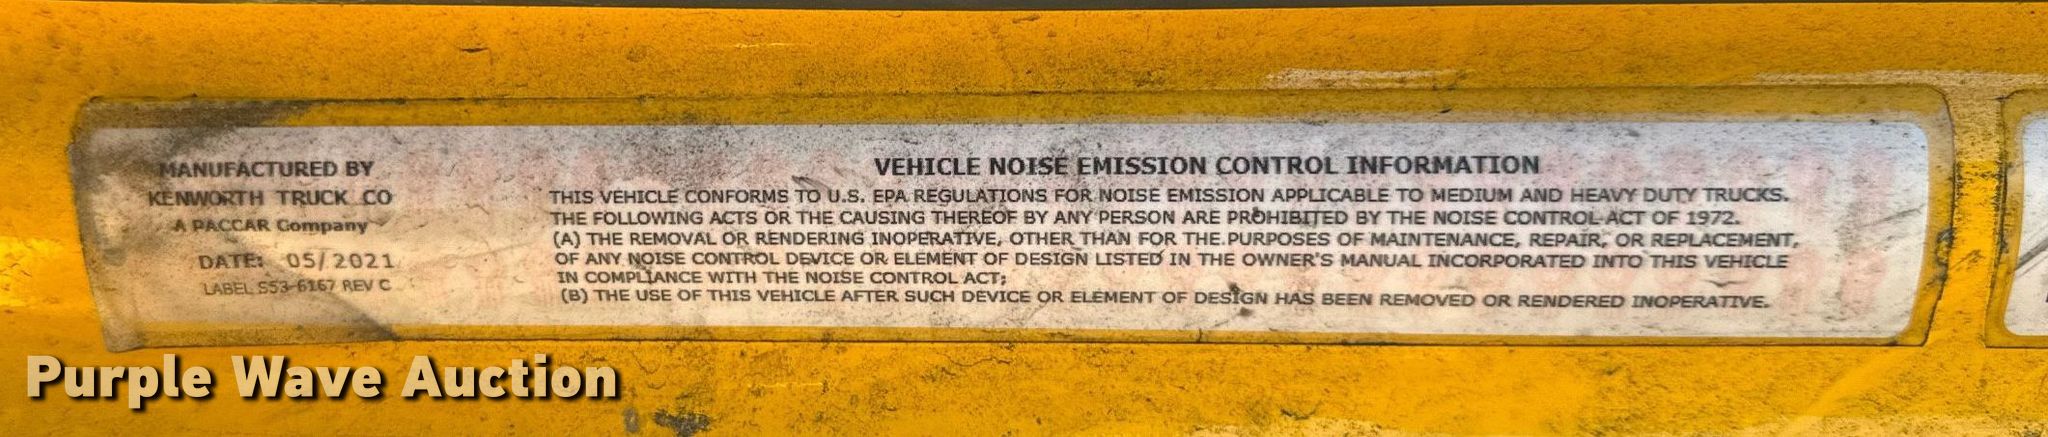 MANUFACTURED BY
KENWORTH TRUCK CO
A PACCAR Company
DATE: 05/2021
LABEL S53-6167 REV C
VEHICLE NOISE EMISSION CONTROL INFORMATION
THIS VEHICLE CONFORMS TO U.S. EPA REGULATIONS FOR NOISE EMISSION APPLICABLE TO MEDIUM AND HEAVY DUTY TRUCKS.
THE FOLLOWING ACTS OR THE CAUSING THEREOF BY ANY PERSON ARE PROHIBITED BY THE NOISE CONTROL ACT OF 1972.
(A) THE REMOVAL OR RENDERING INOPERATIVE, OTHER THAN FOR THE PURPOSES OF MAINTENANCE, REPAIR, OR REPLACEMENT,
OF ANY NOISE CONTROL DEVICE OR ELEMENT OF DESIGN LISTED IN THE OWNER'S MANUAL INCORPORATED INTO THIS VEHICLE
IN COMPLIANCE WITH THE NOISE CONTROL ACT;
(B) THE USE OF THIS VEHICLE AFTER SUCH DEVICE OR ELEMENT OF DESIGN HAS BEEN REMOVED OR RENDERED INOPERATIVE.
Purple Wave Auction